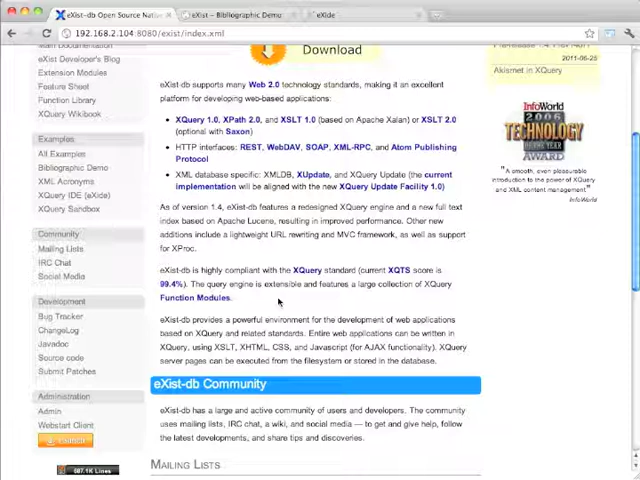 eXist-db Open Source Native
eXist – Bibliographic Demo
eXide
192.168.2.104:8080/exist/index.xml
Main Documentation
eXist Developer's Blog
Extension Modules
Feature Sheet
Function Library
XQuery Wikibook
Examples
All Examples
Bibliographic Demo
XML Acronyms
XQuery IDE (eXide)
XQuery Sandbox
Community
Mailing Lists
IRC Chat
Social Media
Development
Bug Tracker
ChangeLog
Javadoc
Source code
Submit Patches
Administration
Admin
Webstart Client
Launch
587.1K Lines
Download
eXist-db supports many Web 2.0 technology standards, making it an excellent
platform for developing web-based applications:
XQuery 1.0, XPath 2.0, and XSLT 1.0 (based on Apache Xalan) or XSLT 2.0
(optional with Saxon)
HTTP interfaces: REST, WebDAV, SOAP, XML-RPC, and Atom Publishing
Protocol
XML database specific: XMLDB, XUpdate, and XQuery Update (the current
implementation will be aligned with the new XQuery Update Facility 1.0)
As of version 1.4, eXist-db features a redesigned XQuery engine and a new full text
index based on Apache Lucene, resulting in improved performance. Other new
additions include a lightweight URL rewriting and MVC framework, as well as support
for XProc.
eXist-db is highly compliant with the XQuery standard (current XQTS score is
99.4%). The query engine is extensible and features a large collection of XQuery
Function Modules.
eXist-db provides a powerful environment for the development of web applications
based on XQuery and related standards. Entire web applications can be written in
XQuery, using XSLT, XHTML, CSS, and Javascript (for AJAX functionality). XQuery
server pages can be executed from the filesystem or stored in the database.
eXist-db Community
eXist-db has a large and active community of users and developers. The community
uses mailing lists, IRC chat, a wiki, and social media — to get and give help, follow
the latest developments, and share tips and discoveries.
MAILING LISTS
2011-06-25
Akismet in XQuery
InfoWorld
2006
TECHNOLOGY
OF THE YEAR
AWARD
"A smooth, even pleasurable
introduction to the power of XQuery
and XML content management"
InfoWorld